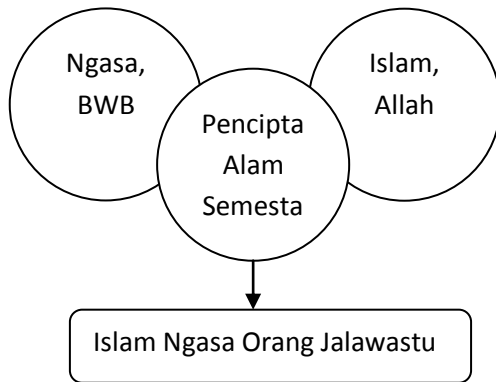 Ngasa,
BWB
Islam,
Allah
Pencipta
Alam
Semesta
Islam Ngasa Orang Jalawastu